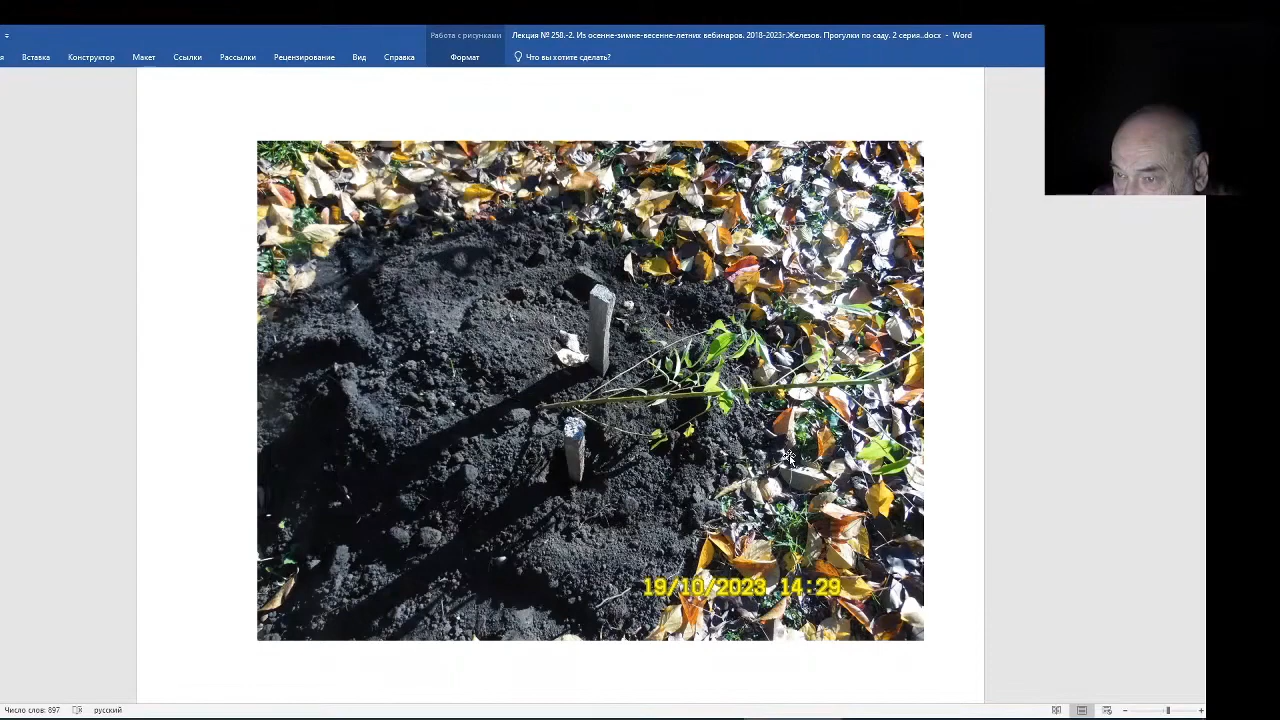 Работа с рисунками
Лекция № 258.-2. Из осенне-зимне-весенне-летних вебинаров. 2018-2023г.Железов. Прогулки по саду. 2 серия..docx - Word
я Вставка Конструктор Макет Ссылки Рассылки Рецензирование Вид Справка Формат Что вы хотите сделать?
19/10/2023 14:29
Число слов: 897 русский